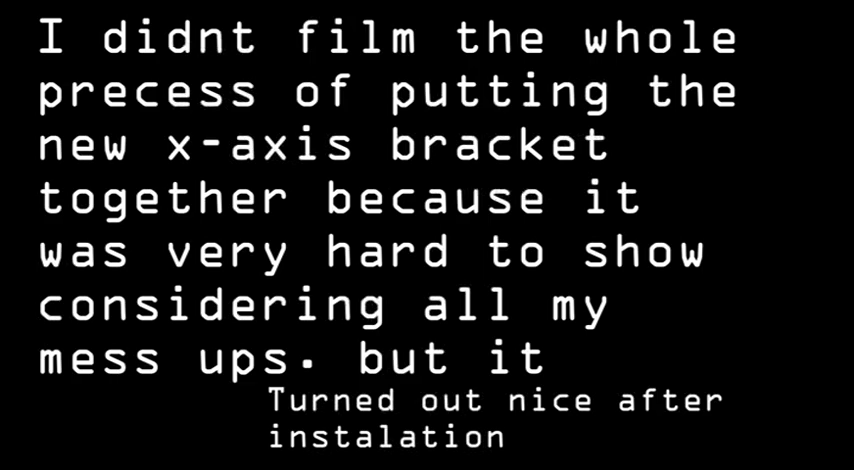 I didnt film the whole
precess of putting the
new x-axis bracket
together because it
was very hard to show
considering all my
mess ups. but it
Turned out nice after
instalation